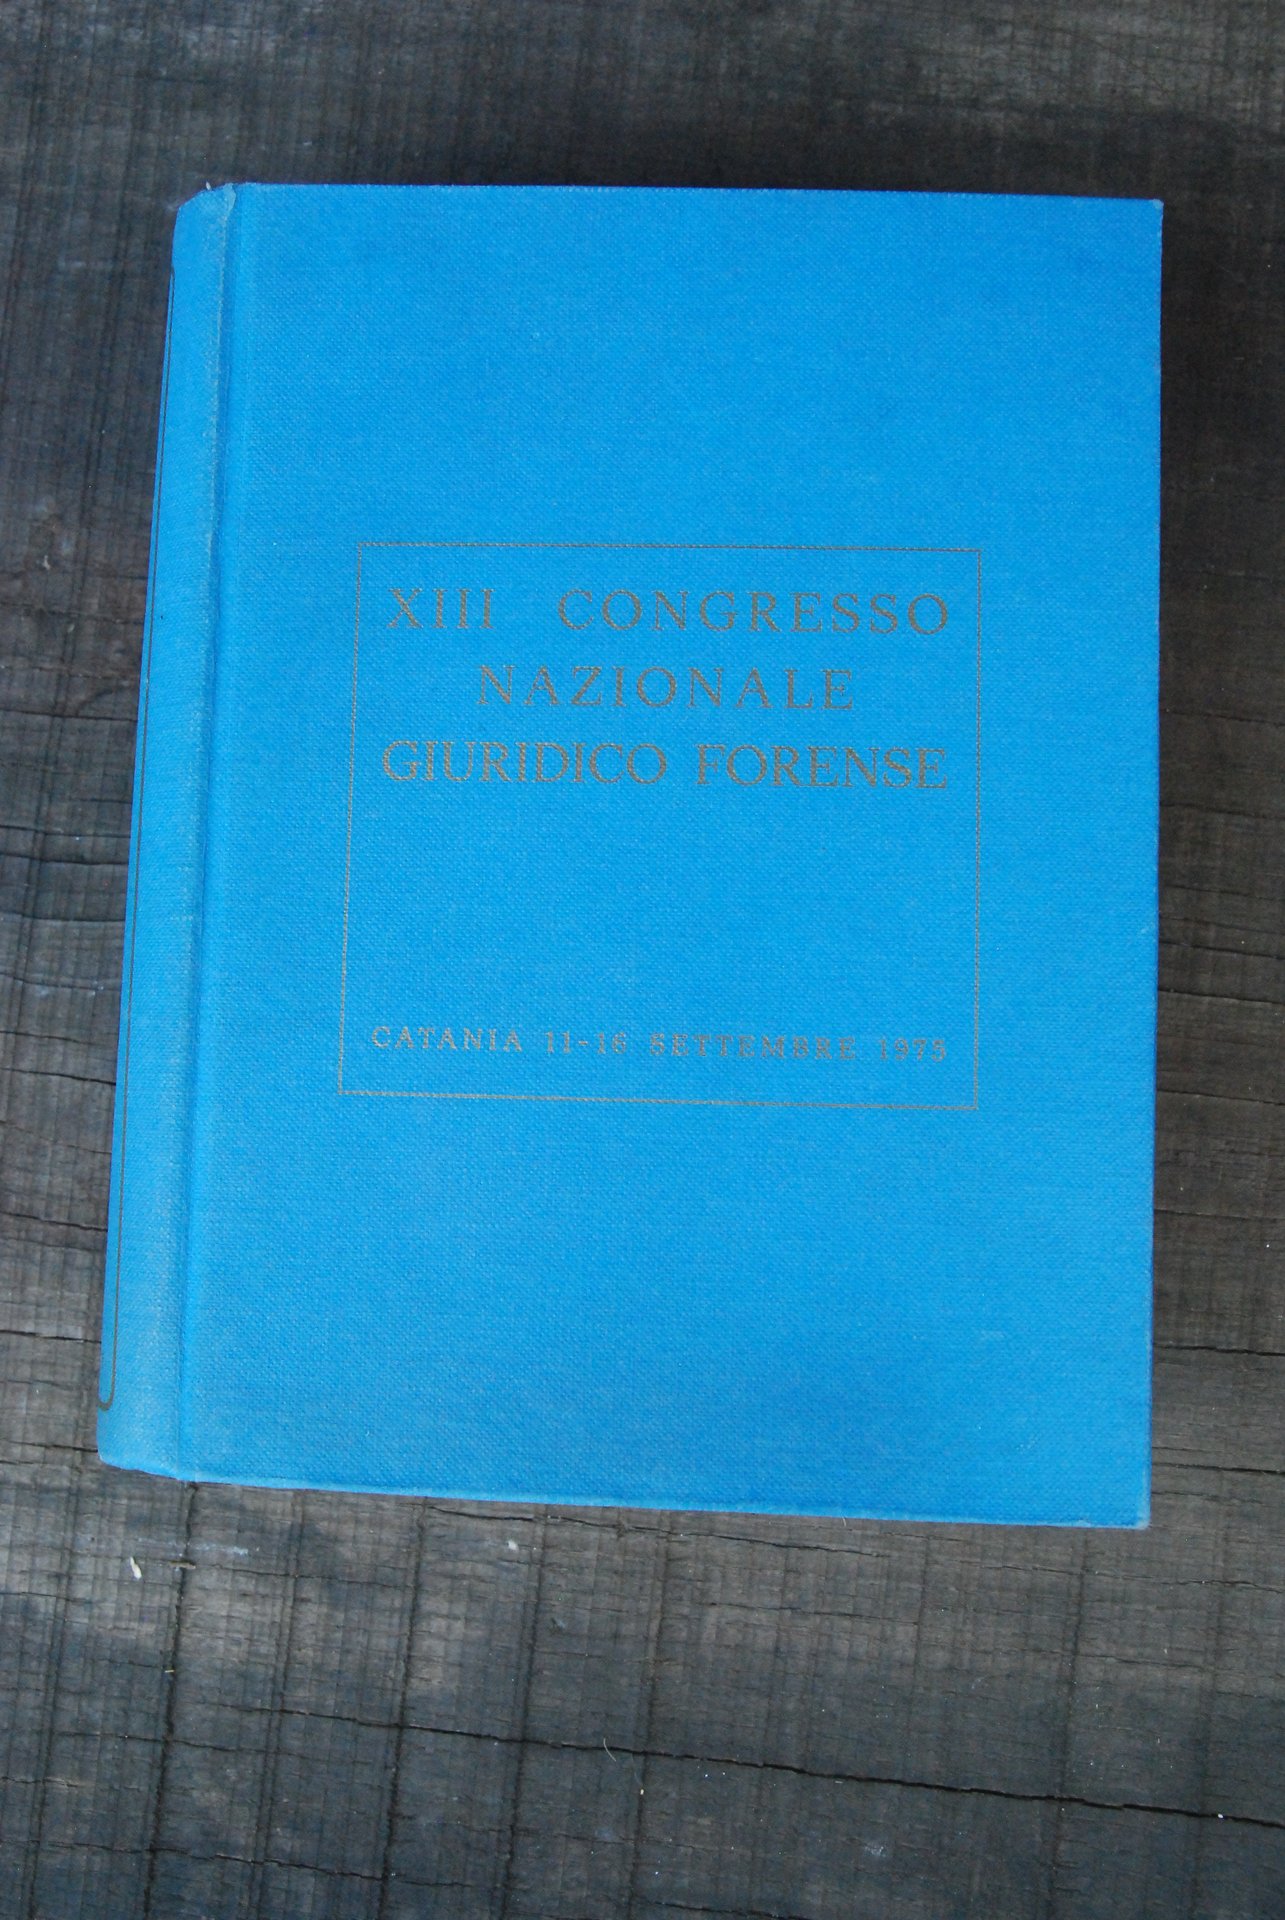 XIII CONGRESSO
NAZIONALE
GIURIDICO FORENSE
CATANIA 11-16 SETTEMBRE 1975